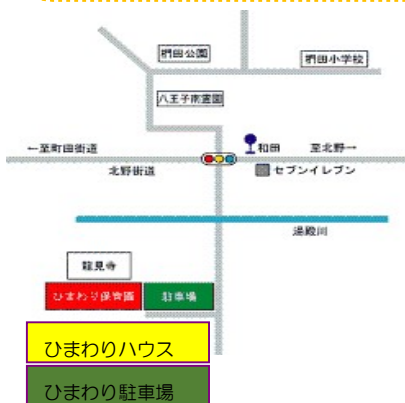 椚田公園
椚田小学校
八王子南霊園
←至町田街道
和田
至北野→
北野街道
セブンイレブン
湯殿川
龍見寺
ひまわり保育園
駐車場
ひまわりハウス
ひまわり駐車場